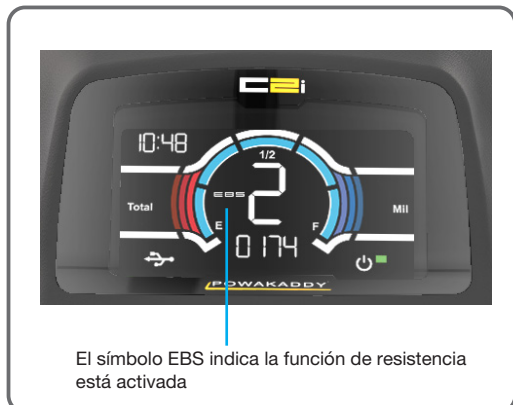 C2i
10:48
1/2
2
EBS
Total
Mil
E
F
0174
POWAKADDY
El símbolo EBS indica la función de resistencia
está activada